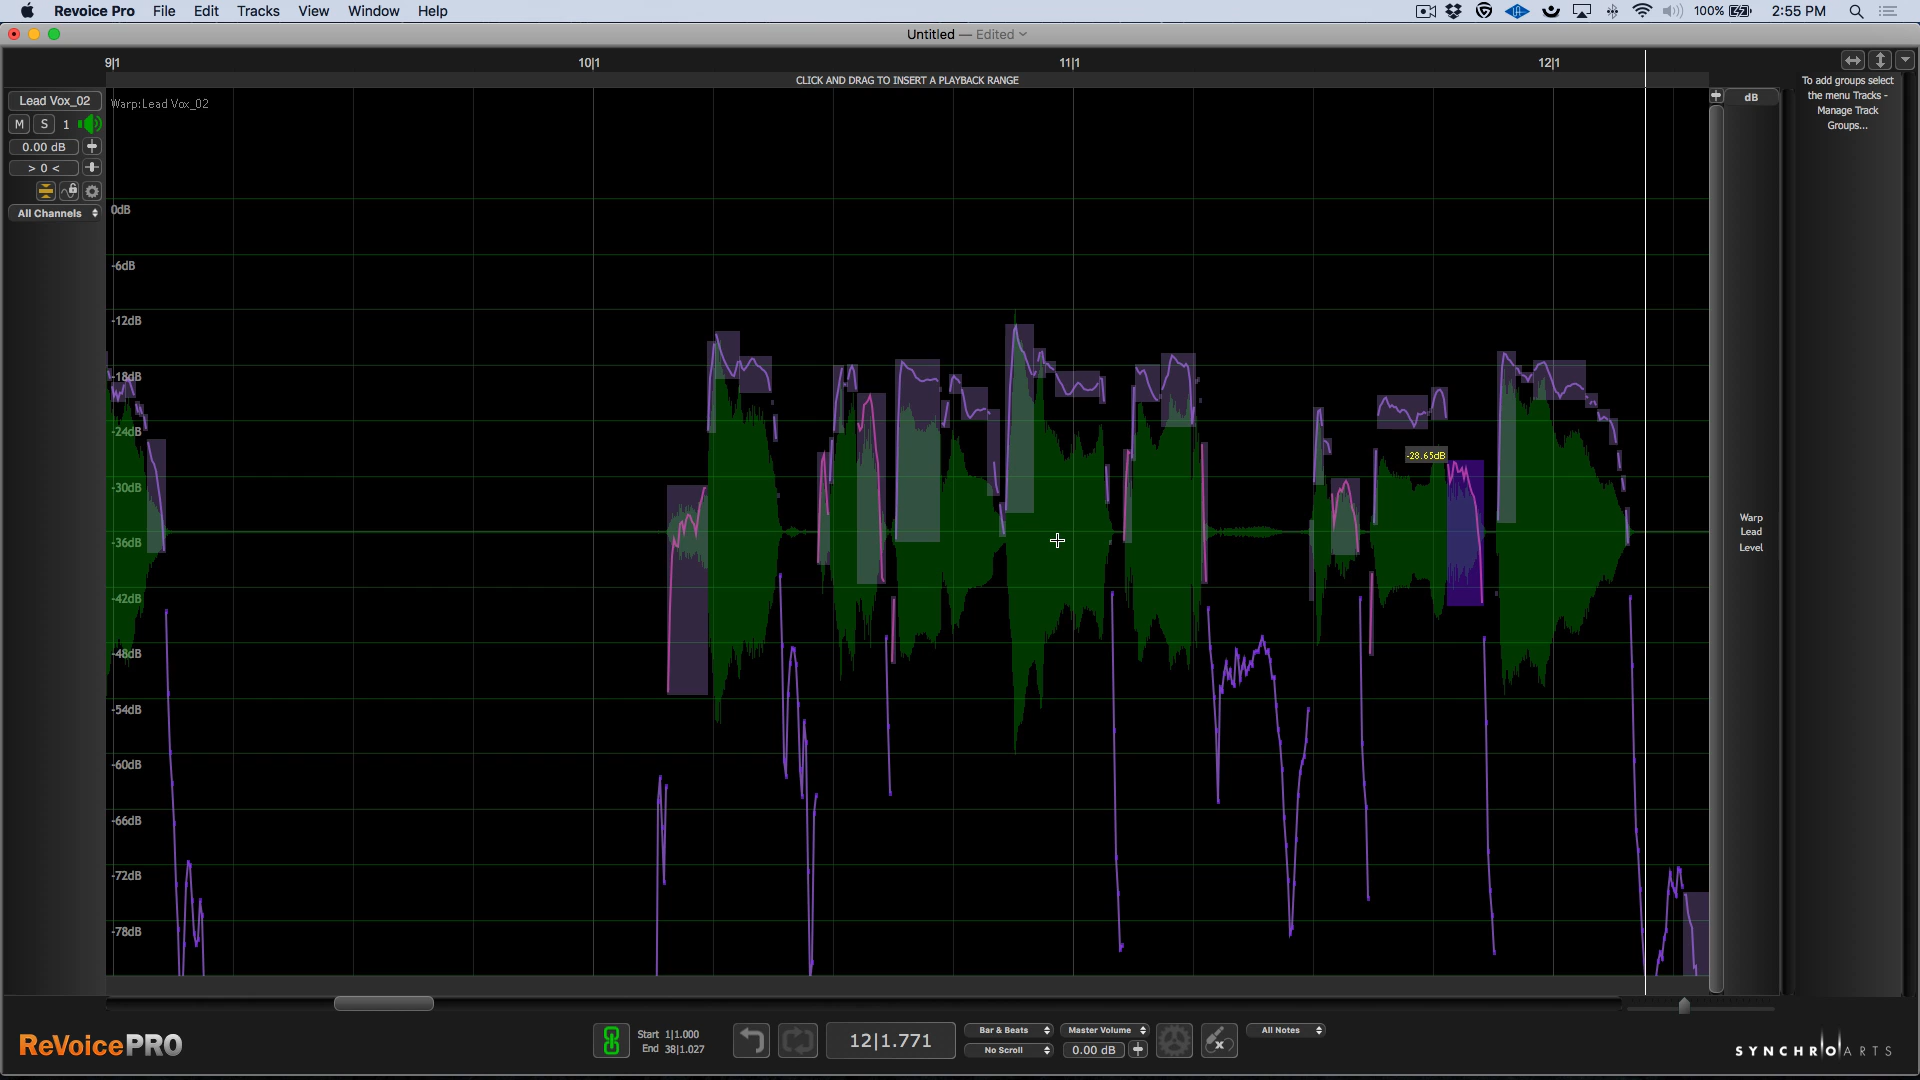 Revoice Pro File Edit Tracks View Window Help 100% 2:55 PM
Untitled — Edited
9|1 10|1 11|1 12|1
CLICK AND DRAG TO INSERT A PLAYBACK RANGE
To add groups select
the menu Tracks -
Manage Track
Groups...
Lead Vox_02
Warp:Lead Vox_02
dB
M S 1
0.00 dB
> 0 <
All Channels
0dB
-6dB
-12dB
-18dB
-24dB
-28.65dB
-30dB
-36dB
Warp
Lead
Level
-42dB
-48dB
-54dB
-60dB
-66dB
-72dB
-78dB
ReVoicePRO
Start 1|1.000
End 38|1.027
12|1.771
Bar & Beats
No Scroll
Master Volume
0.00 dB
All Notes
SYNCHROARTS